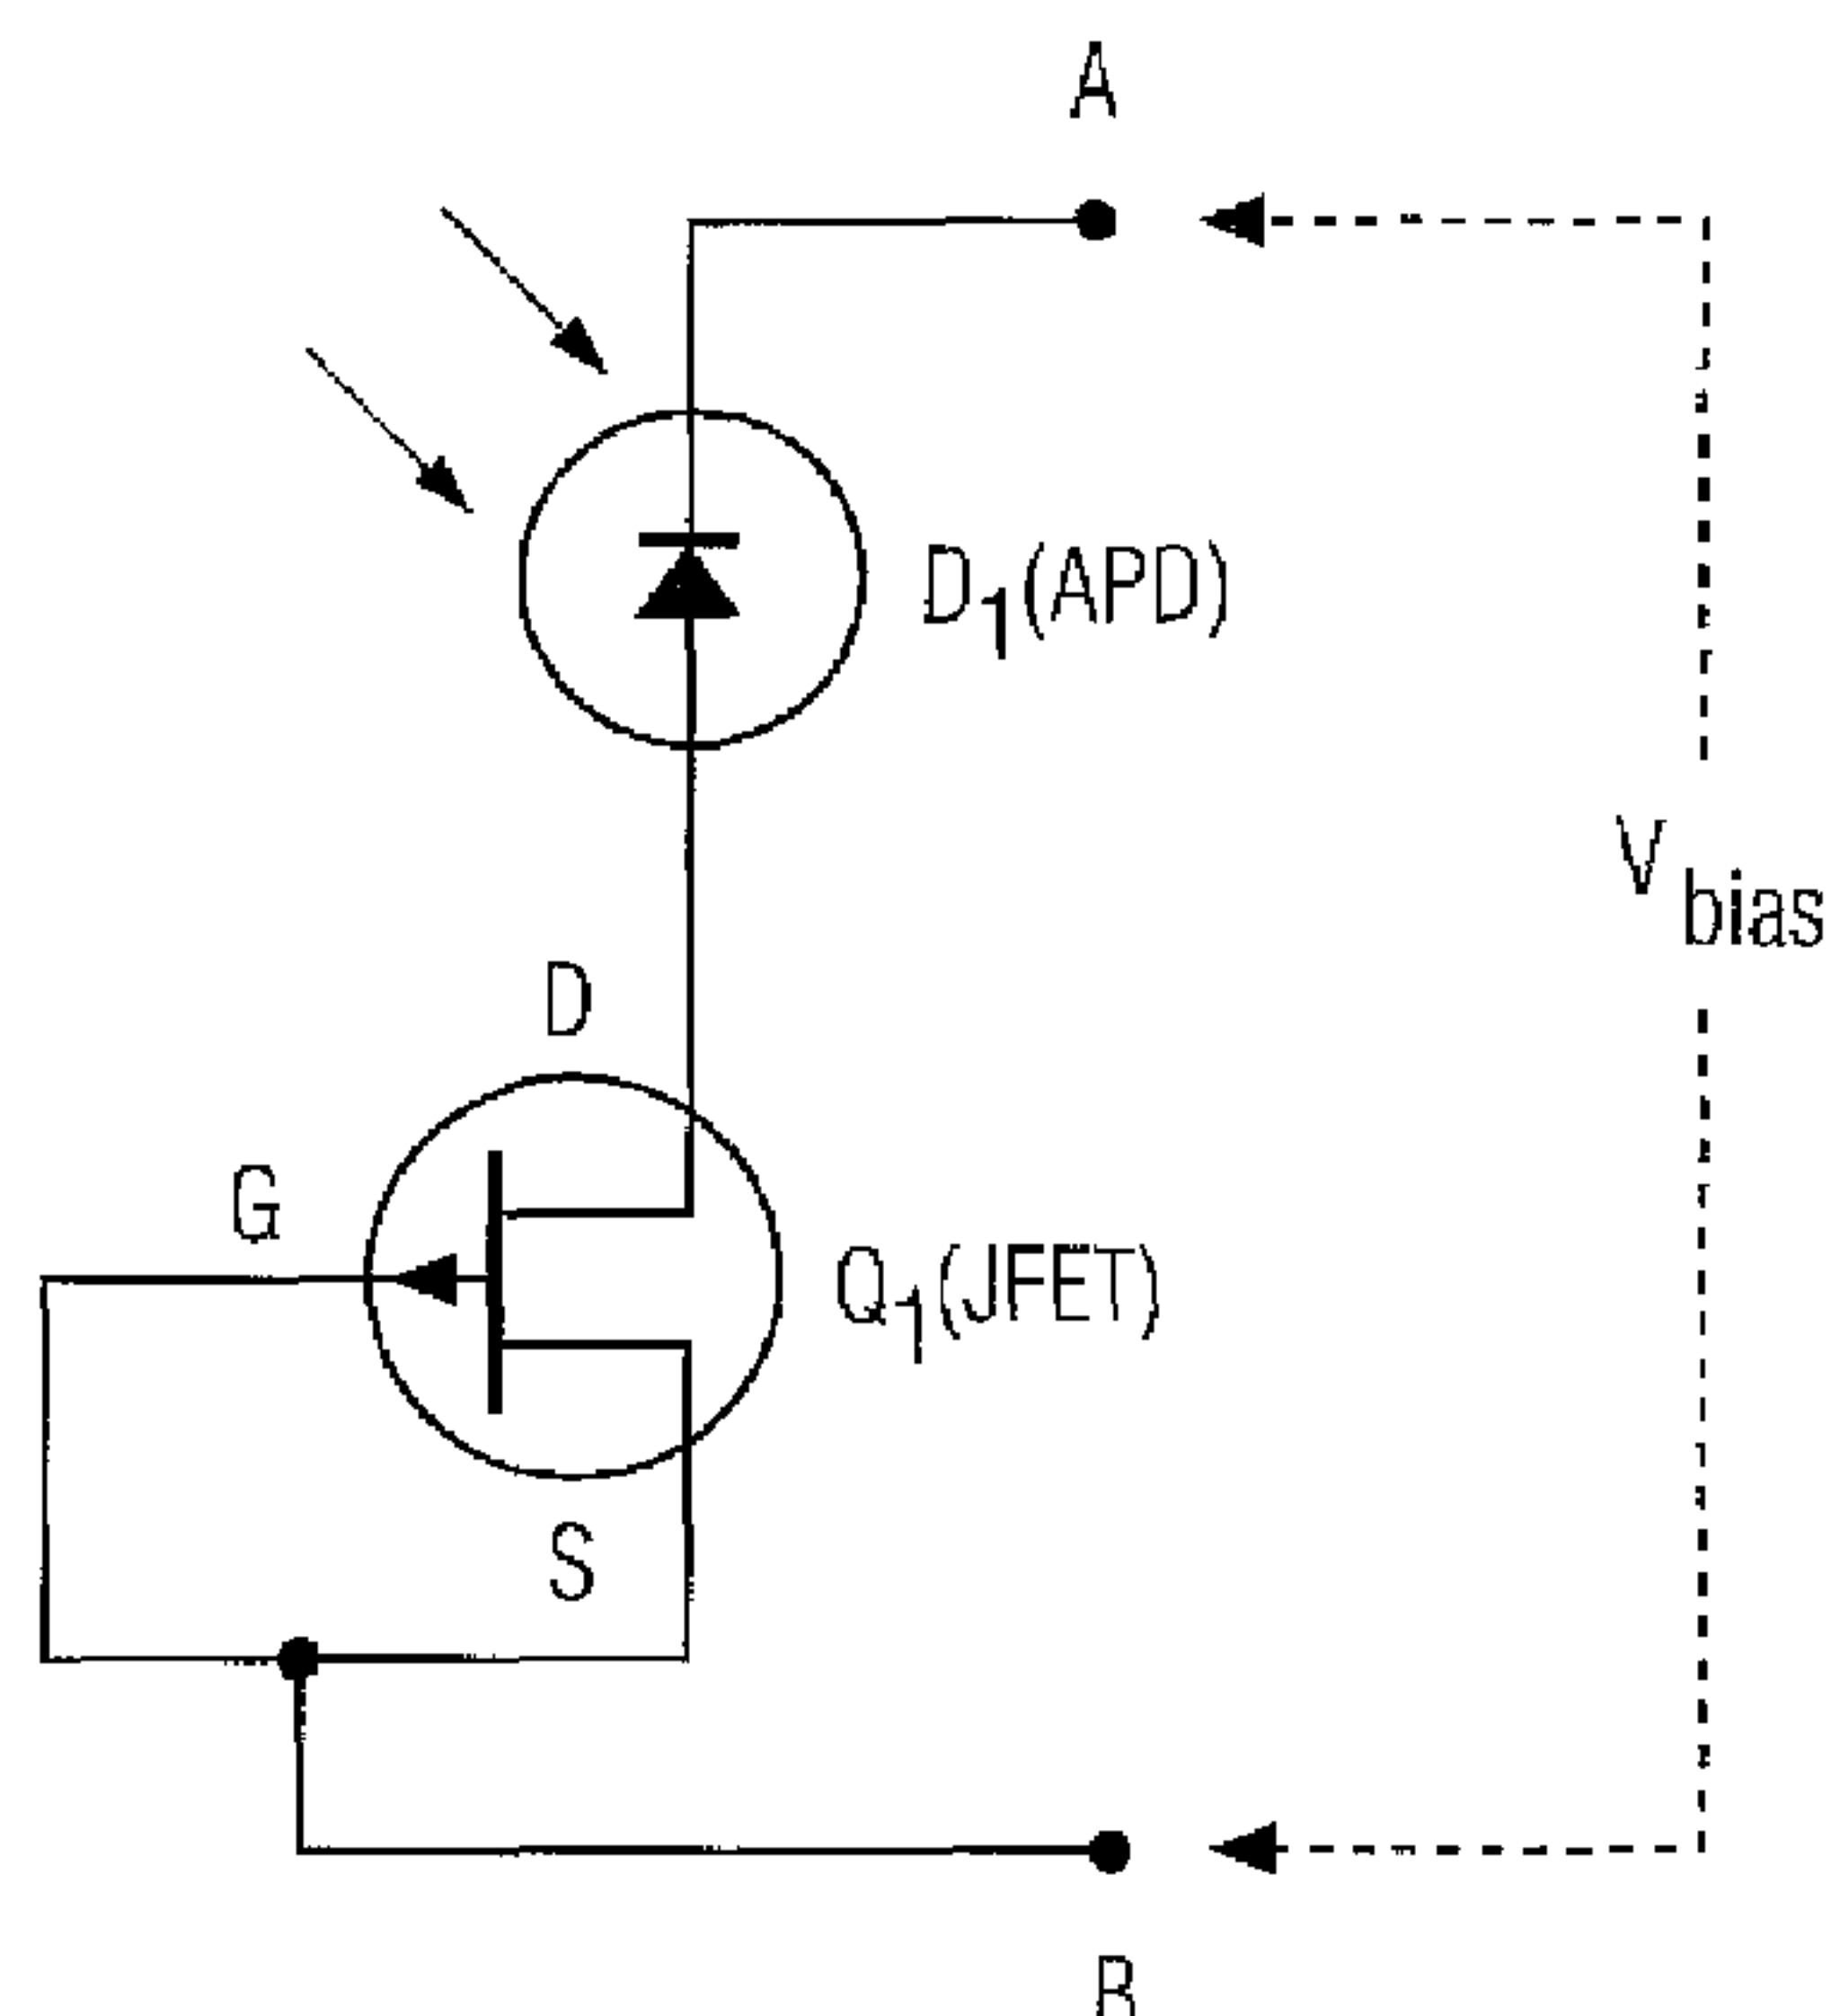 A
D1(APD)
Vbias
D
G
Q1(JFET)
S
B